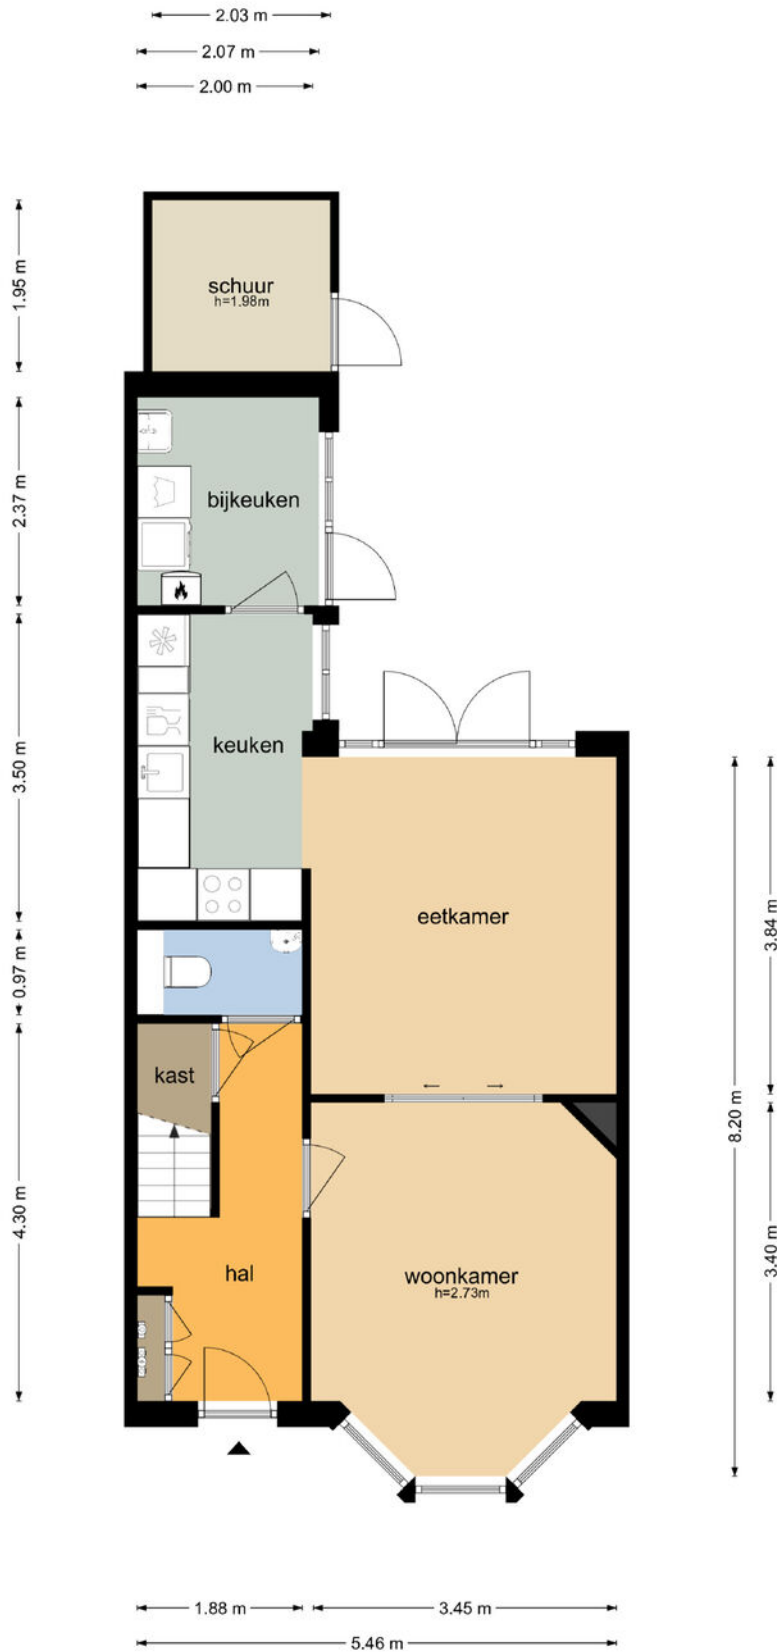 2.03 m
2.07 m
2.00 m
1.95 m
schuur
h=1.98m
2.37 m
bijkeuken
3.50 m
keuken
eetkamer
3.84 m
0.97 m
kast
8.20 m
4.30 m
hal
woonkamer
h=2.73m
3.40 m
1.88 m
3.45 m
5.46 m